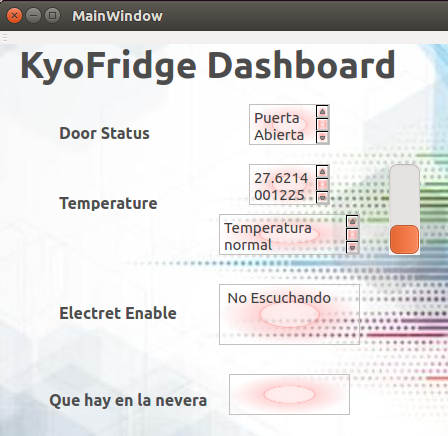 MainWindow
KyoFridge Dashboard
Door Status
Puerta
Abierta
Temperature
27.6214
001225
Temperatura
normal
Electret Enable
No Escuchando
Que hay en la nevera